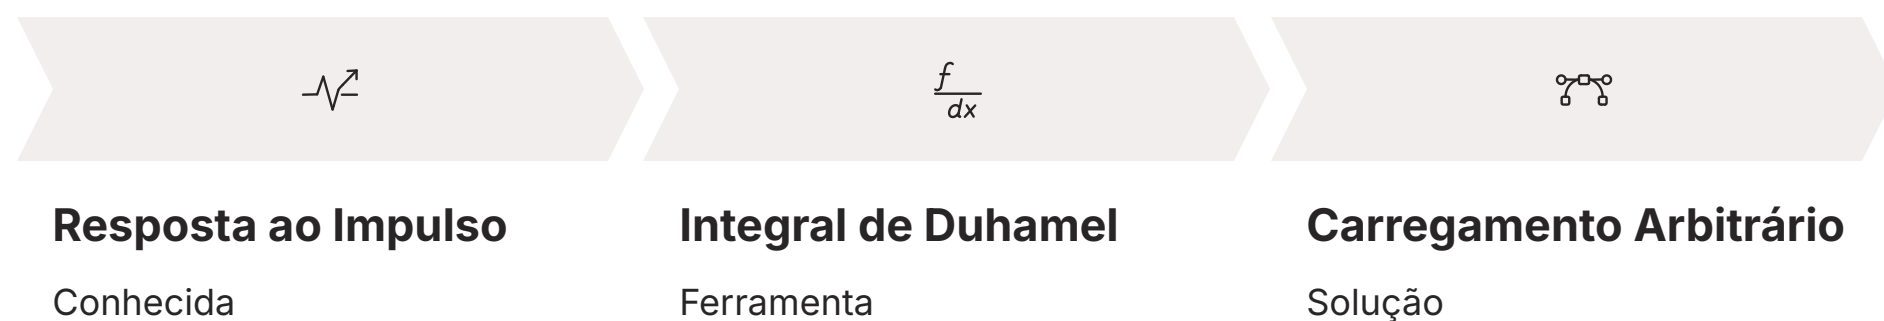 f
dx
Resposta ao Impulso
Integral de Duhamel
Carregamento Arbitrário
Conhecida
Ferramenta
Solução